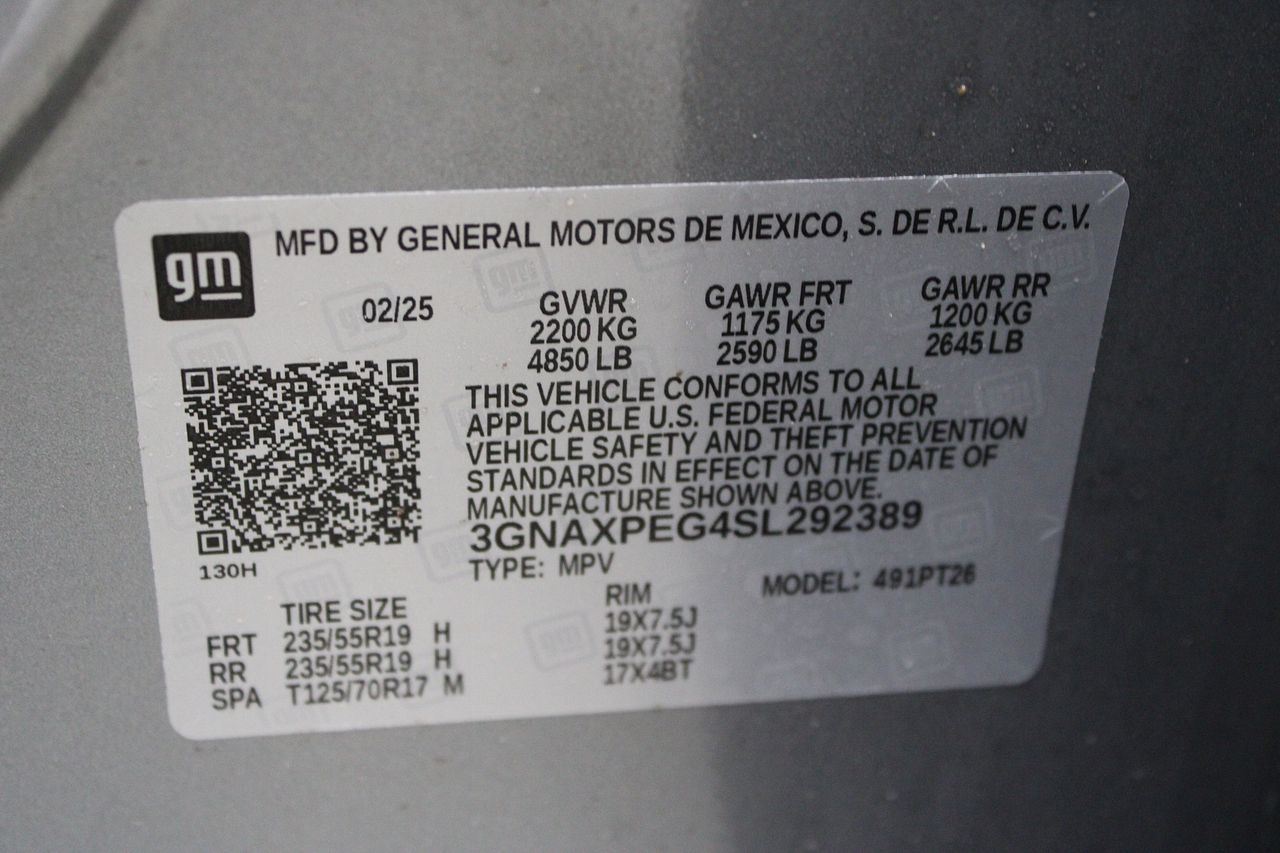 gm
MFD BY GENERAL MOTORS DE MEXICO, S. DE R.L. DE C.V.
02/25
GVWR GAWR FRT GAWR RR
2200 KG 1175 KG 1200 KG
4850 LB 2590 LB 2645 LB
THIS VEHICLE CONFORMS TO ALL
APPLICABLE U.S. FEDERAL MOTOR
VEHICLE SAFETY AND THEFT PREVENTION
STANDARDS IN EFFECT ON THE DATE OF
MANUFACTURE SHOWN ABOVE.
3GNAXPEG4SL292389
130H
TYPE: MPV MODEL: 491PT26
TIRE SIZE RIM
FRT 235/55R19 H 19X7.5J
RR 235/55R19 H 19X7.5J
SPA T125/70R17 M 17X4BT